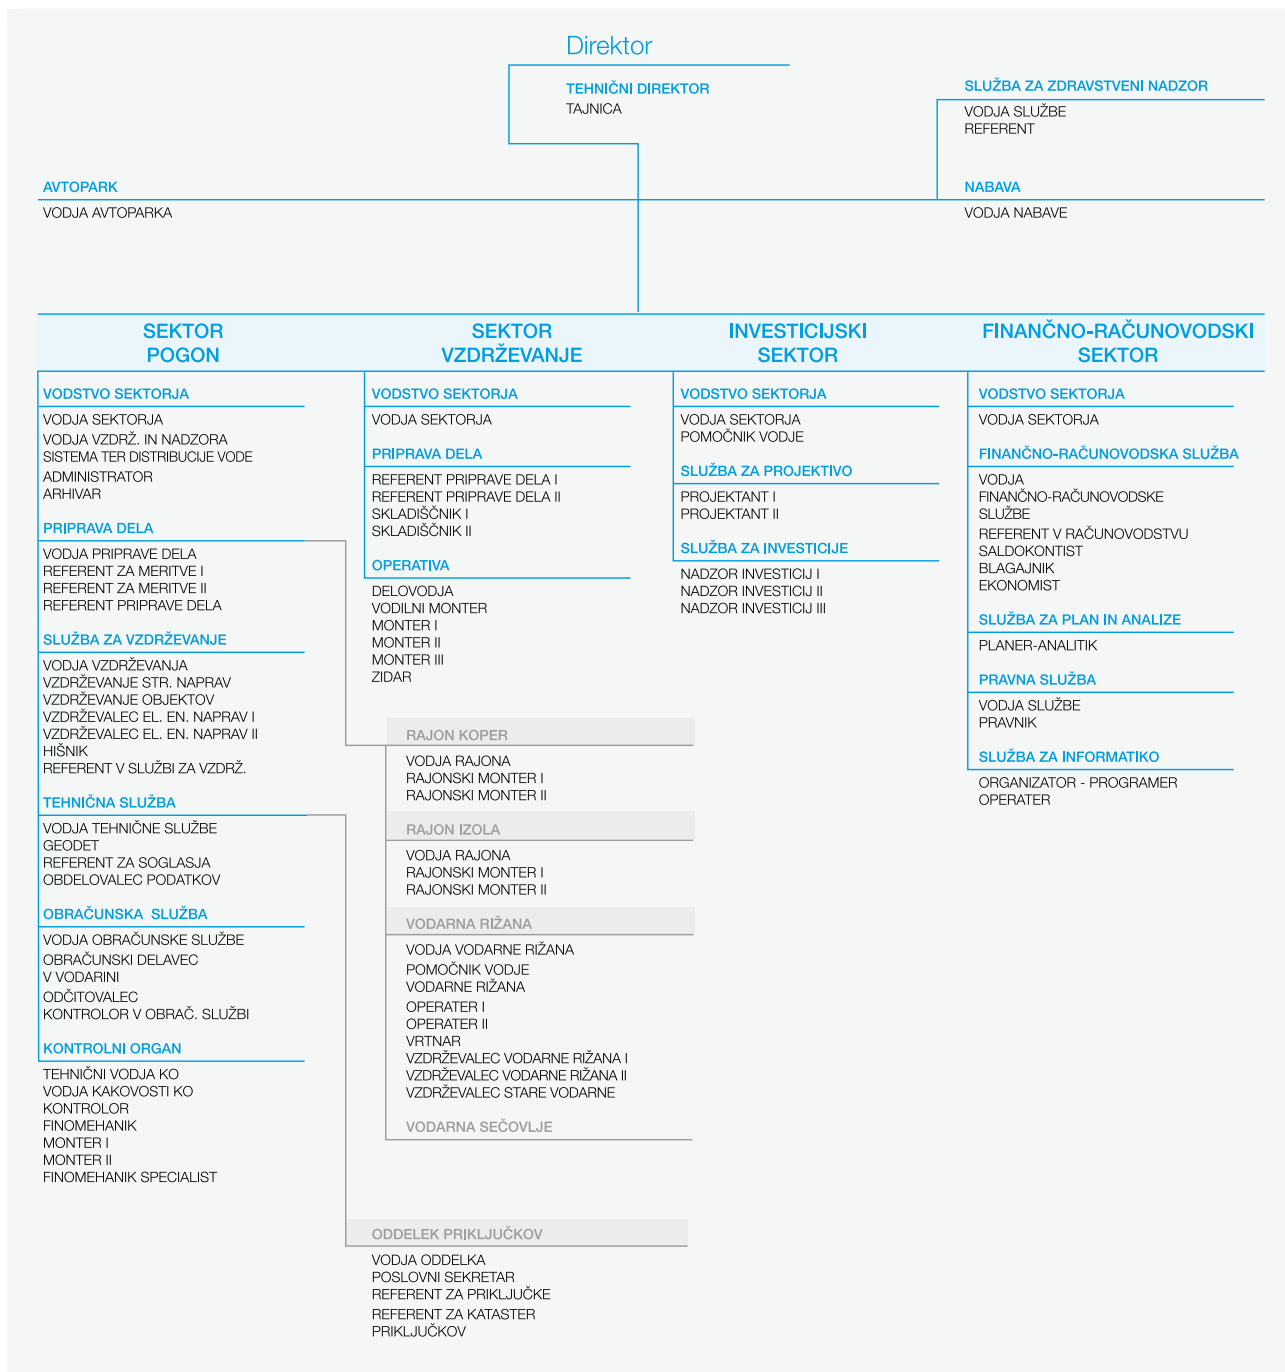 Direktor
TEHNIČNI DIREKTOR
TAJNICA
SLUŽBA ZA ZDRAVSTVENI NADZOR
VODJA SLUŽBE
REFERENT
AVTOPARK
VODJA AVTOPARKA
NABAVA
VODJA NABAVE
SEKTOR
POGON
VODSTVO SEKTORJA
VODJA SEKTORJA
VODJA VZDRŽ. IN NADZORA
SISTEMA TER DISTRIBUCIJE VODE
ADMINISTRATOR
ARHIVAR
PRIPRAVA DELA
VODJA PRIPRAVE DELA
REFERENT ZA MERITVE I
REFERENT ZA MERITVE II
REFERENT PRIPRAVE DELA
SLUŽBA ZA VZDRŽEVANJE
VODJA VZDRŽEVANJA
VZDRŽEVANJE STR. NAPRAV
VZDRŽEVANJE OBJEKTOV
VZDRŽEVALEC EL. EN. NAPRAV I
VZDRŽEVALEC EL. EN. NAPRAV II
HIŠNIK
REFERENT V SLUŽBI ZA VZDRŽ.
TEHNIČNA SLUŽBA
VODJA TEHNIČNE SLUŽBE
GEODET
REFERENT ZA SOGLASJA
OBDELOVALEC PODATKOV
OBRAČUNSKA SLUŽBA
VODJA OBRAČUNSKE SLUŽBE
OBRAČUNSKI DELAVEC
V VODARINI
ODČITOVALEC
KONTROLOR V OBRAČ. SLUŽBI
KONTROLNI ORGAN
TEHNIČNI VODJA KO
VODJA KAKOVOSTI KO
KONTROLOR
FINOMEHANIK
MONTER I
MONTER II
FINOMEHANIK SPECIALIST
SEKTOR
VZDRŽEVANJE
VODSTVO SEKTORJA
VODJA SEKTORJA
PRIPRAVA DELA
REFERENT PRIPRAVE DELA I
REFERENT PRIPRAVE DELA II
SKLADIŠČNIK I
SKLADIŠČNIK II
OPERATIVA
DELOVODJA
VODILNI MONTER
MONTER I
MONTER II
MONTER III
ZIDAR
RAJON KOPER
VODJA RAJONA
RAJONSKI MONTER I
RAJONSKI MONTER II
RAJON IZOLA
VODJA RAJONA
RAJONSKI MONTER I
RAJONSKI MONTER II
VODARNA RIŽANA
VODJA VODARNE RIŽANA
POMOČNIK VODJE
VODARNE RIŽANA
OPERATER I
OPERATER II
VRTNAR
VZDRŽEVALEC VODARNE RIŽANA I
VZDRŽEVALEC VODARNE RIŽANA II
VZDRŽEVALEC STARE VODARNE
VODARNA SEČOVLJE
ODDELEK PRIKLJUČKOV
VODJA ODDELKA
POSLOVNI SEKRETAR
REFERENT ZA PRIKLJUČKE
REFERENT ZA KATASTER
PRIKLJUČKOV
INVESTICIJSKI
SEKTOR
VODSTVO SEKTORJA
VODJA SEKTORJA
POMOČNIK VODJE
SLUŽBA ZA PROJEKTIVO
PROJEKTANT I
PROJEKTANT II
SLUŽBA ZA INVESTICIJE
NADZOR INVESTICIJ I
NADZOR INVESTICIJ II
NADZOR INVESTICIJ III
FINANČNO-RAČUNOVODSKI
SEKTOR
VODSTVO SEKTORJA
VODJA SEKTORJA
FINANČNO-RAČUNOVODSKA SLUŽBA
VODJA
FINANČNO-RAČUNOVODSKE
SLUŽBE
REFERENT V RAČUNOVODSTVU
SALDOKONTIST
BLAGAJNIK
EKONOMIST
SLUŽBA ZA PLAN IN ANALIZE
PLANER-ANALITIK
PRAVNA SLUŽBA
VODJA SLUŽBE
PRAVNIK
SLUŽBA ZA INFORMATIKO
ORGANIZATOR - PROGRAMER
OPERATER